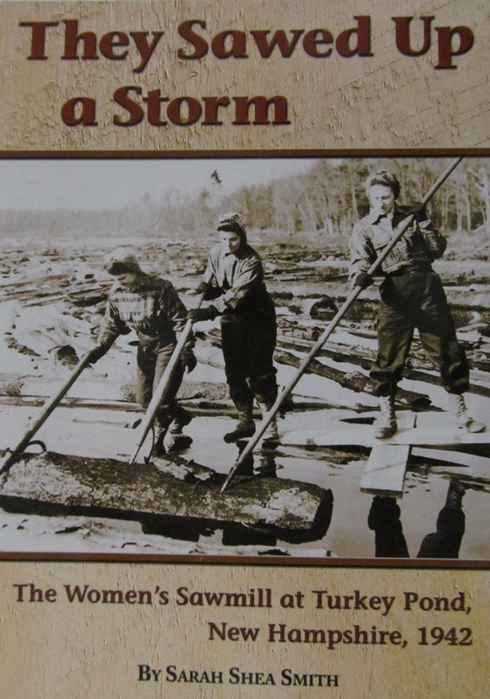 They Sawed Up
a Storm
The Women's Sawmill at Turkey Pond,
New Hampshire, 1942
By Sarah Shea Smith